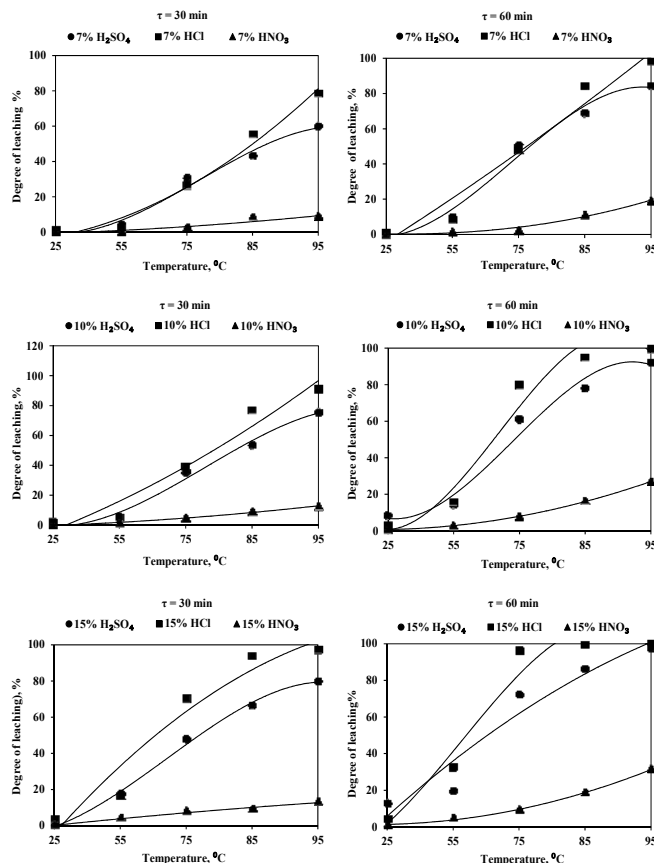 τ = 30 min
7% H₂SO₄ 7% HCl 7% HNO₃
100
80
60
40
20
0
25 55 75 85 95
Degree of leaching, %
Temperature, ⁰C
τ = 60 min
7% H₂SO₄ 7% HCl 7% HNO₃
100
80
60
40
20
0
25 55 75 85 95
Degree of leaching, %
Temperature, ⁰C
τ = 30 min
10% H₂SO₄ 10% HCl 10% HNO₃
120
100
80
60
40
20
0
25 55 75 85 95
Degree of leaching, %
Temperature, ⁰C
τ = 60 min
10% H₂SO₄ 10% HCl 10% HNO₃
100
80
60
40
20
0
25 55 75 85 95
Degree of leaching, %
Temperature, ⁰C
τ = 30 min
15% H₂SO₄ 15% HCl 15% HNO₃
100
80
60
40
20
0
25 55 75 85 95
Degree of leaching), %
Temperature, ⁰C
τ = 60 min
15% H₂SO₄ 15% HCl 15% HNO₃
100
80
60
40
20
0
25 55 75 85 95
Degree of leaching%
Temperature, ⁰C